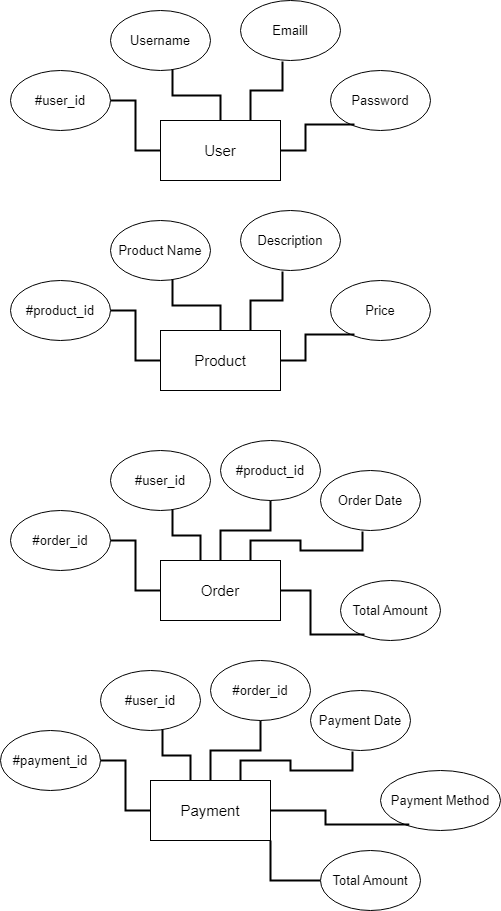 Emaill
Username
#user_id
Password
User
Description
Product Name
#product_id
Price
Product
#product_id
#user_id
Order Date
#order_id
Order
Total Amount
#order_id
#user_id
Payment Date
#payment_id
Payment Method
Payment
Total Amount